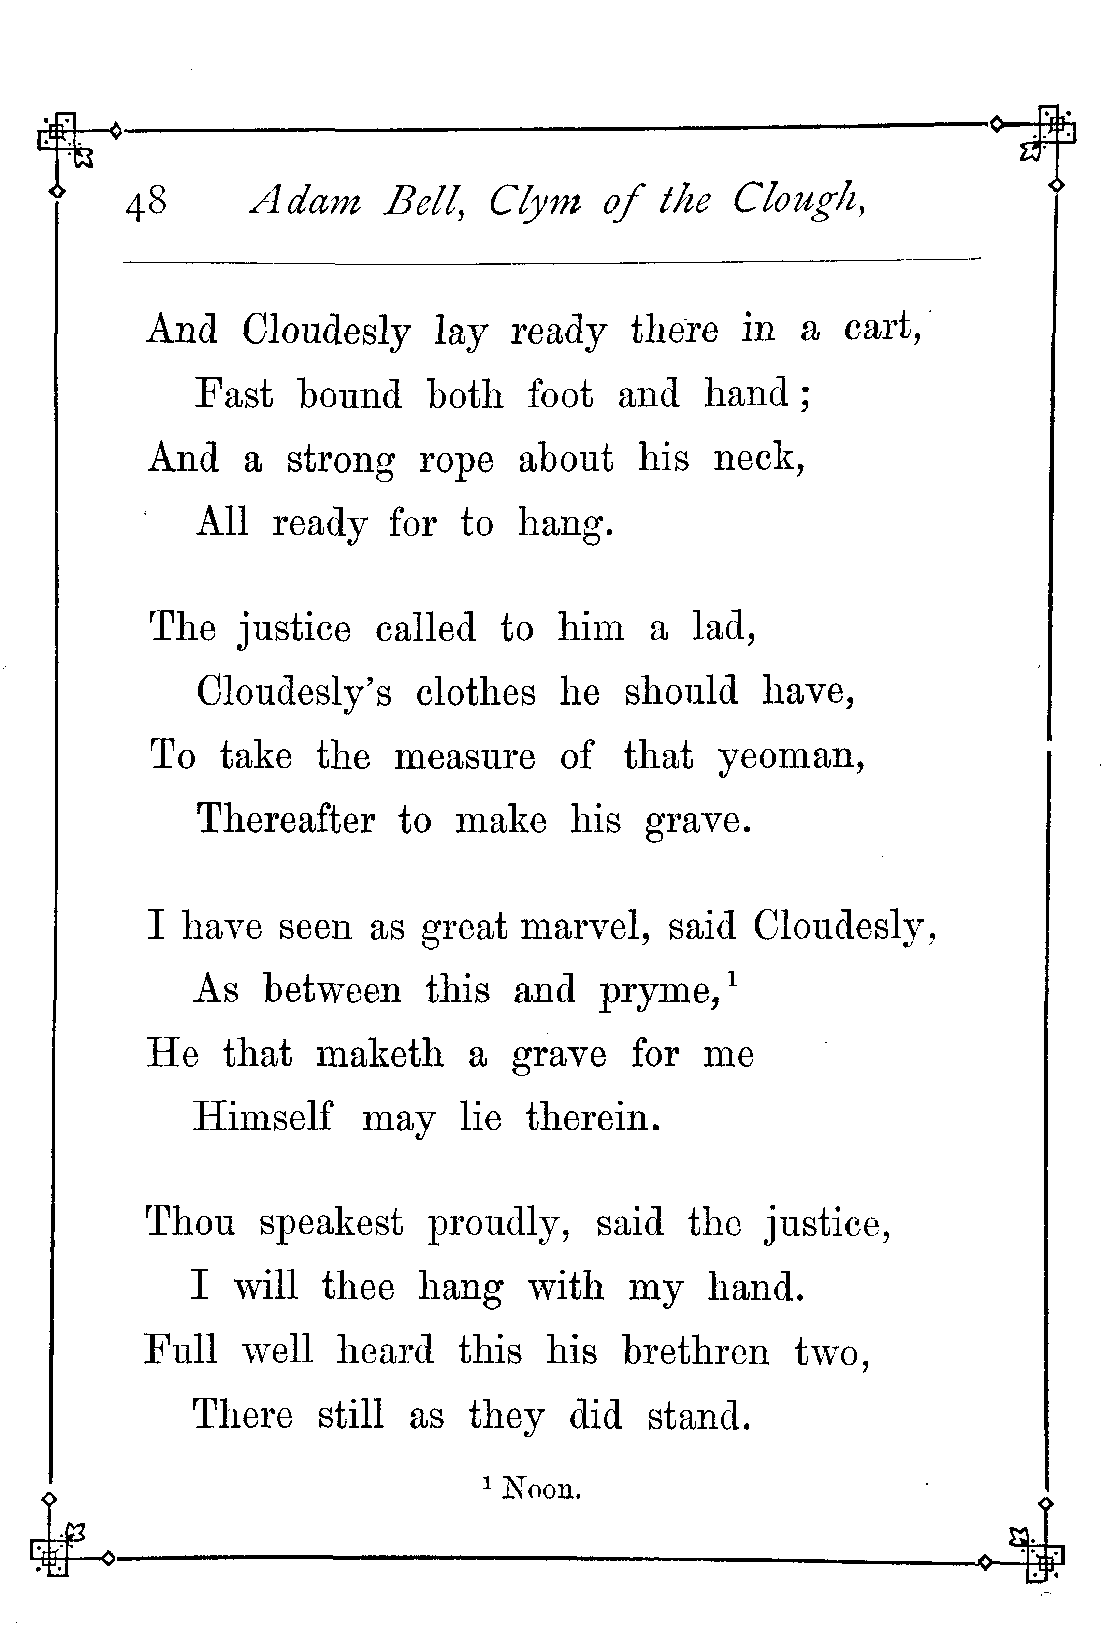 48 Adam Bell, Clym of the Clough,
And Cloudesly lay ready there in a cart,
Fast bound both foot and hand ;
And a strong rope about his neck,
All ready for to hang.
The justice called to him a lad,
Cloudesly's clothes he should have,
To take the measure of that yeoman,
Thereafter to make his grave.
I have seen as great marvel, said Cloudesly,
As between this and pryme,¹
He that maketh a grave for me
Himself may lie therein.
Thou speakest proudly, said the justice,
I will thee hang with my hand.
Full well heard this his brethren two,
There still as they did stand.
¹ Noon.